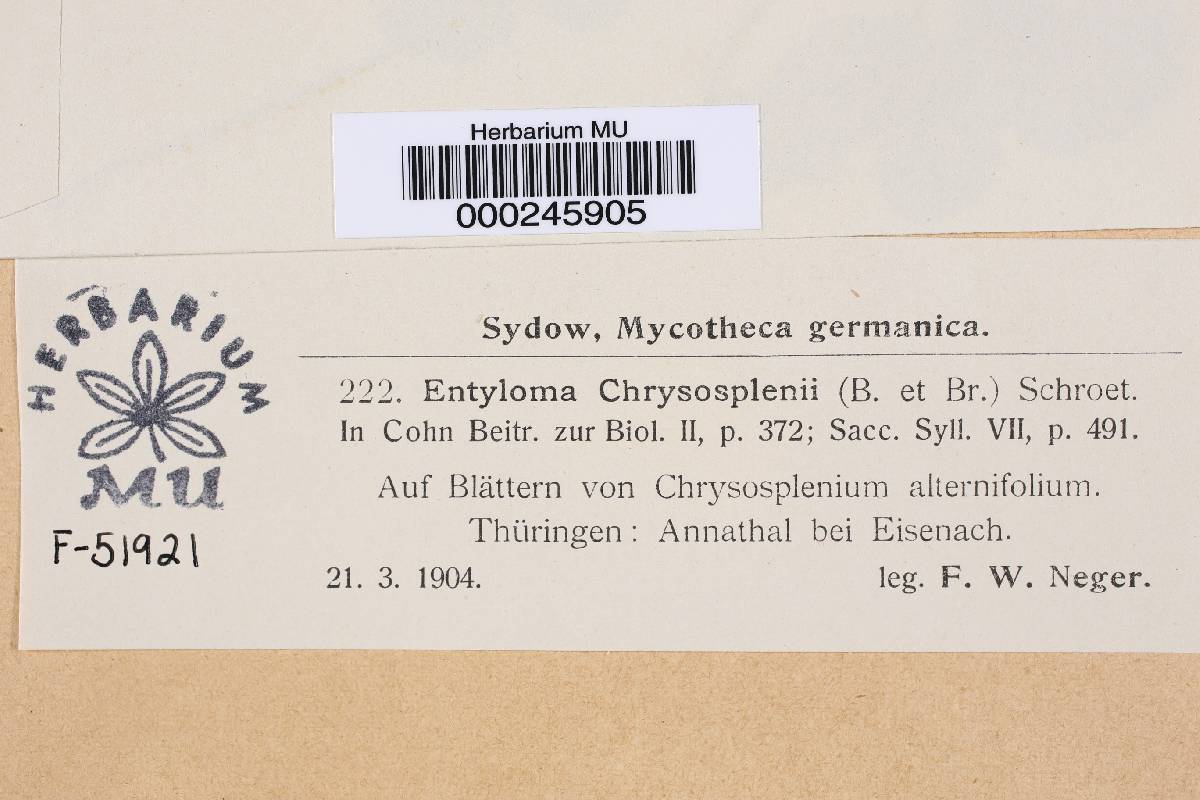 Herbarium MU
000245905
HERBARIUM
MU
F-51921
Sydow, Mycotheca germanica.
222. Entyloma Chrysosplenii (B. et Br.) Schroet.
In Cohn Beitr. zur Biol. II, p. 372; Sacc. Syll. VII, p. 491.
Auf Blättern von Chrysosplenium alternifolium.
Thüringen: Annathal bei Eisenach.
21. 3. 1904. leg. F. W. Neger.